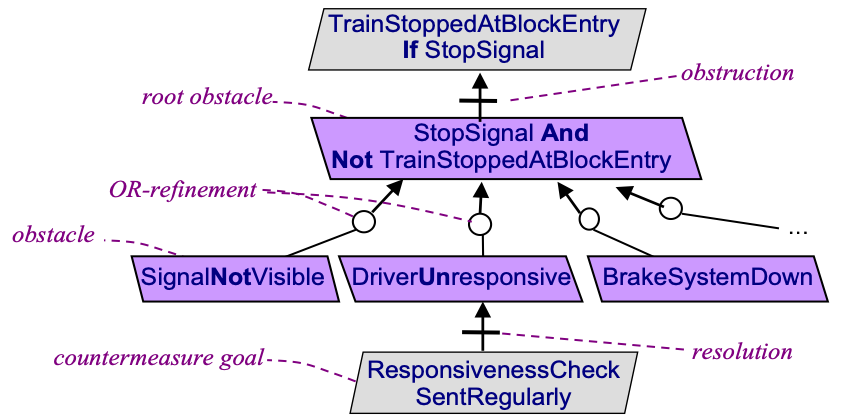 TrainStoppedAtBlockEntry
If StopSignal
obstruction
root obstacle
StopSignal And
Not TrainStoppedAtBlockEntry
OR-refinement
obstacle
...
SignalNotVisible
DriverUnresponsive
BrakeSystemDown
countermeasure goal
resolution
ResponsivenessCheck
SentRegularly